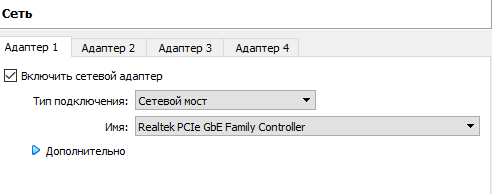 Сеть
Адаптер 1 Адаптер 2 Адаптер 3 Адаптер 4
Включить сетевой адаптер
Тип подключения: Сетевой мост
Имя: Realtek PCIe GbE Family Controller
Дополнительно